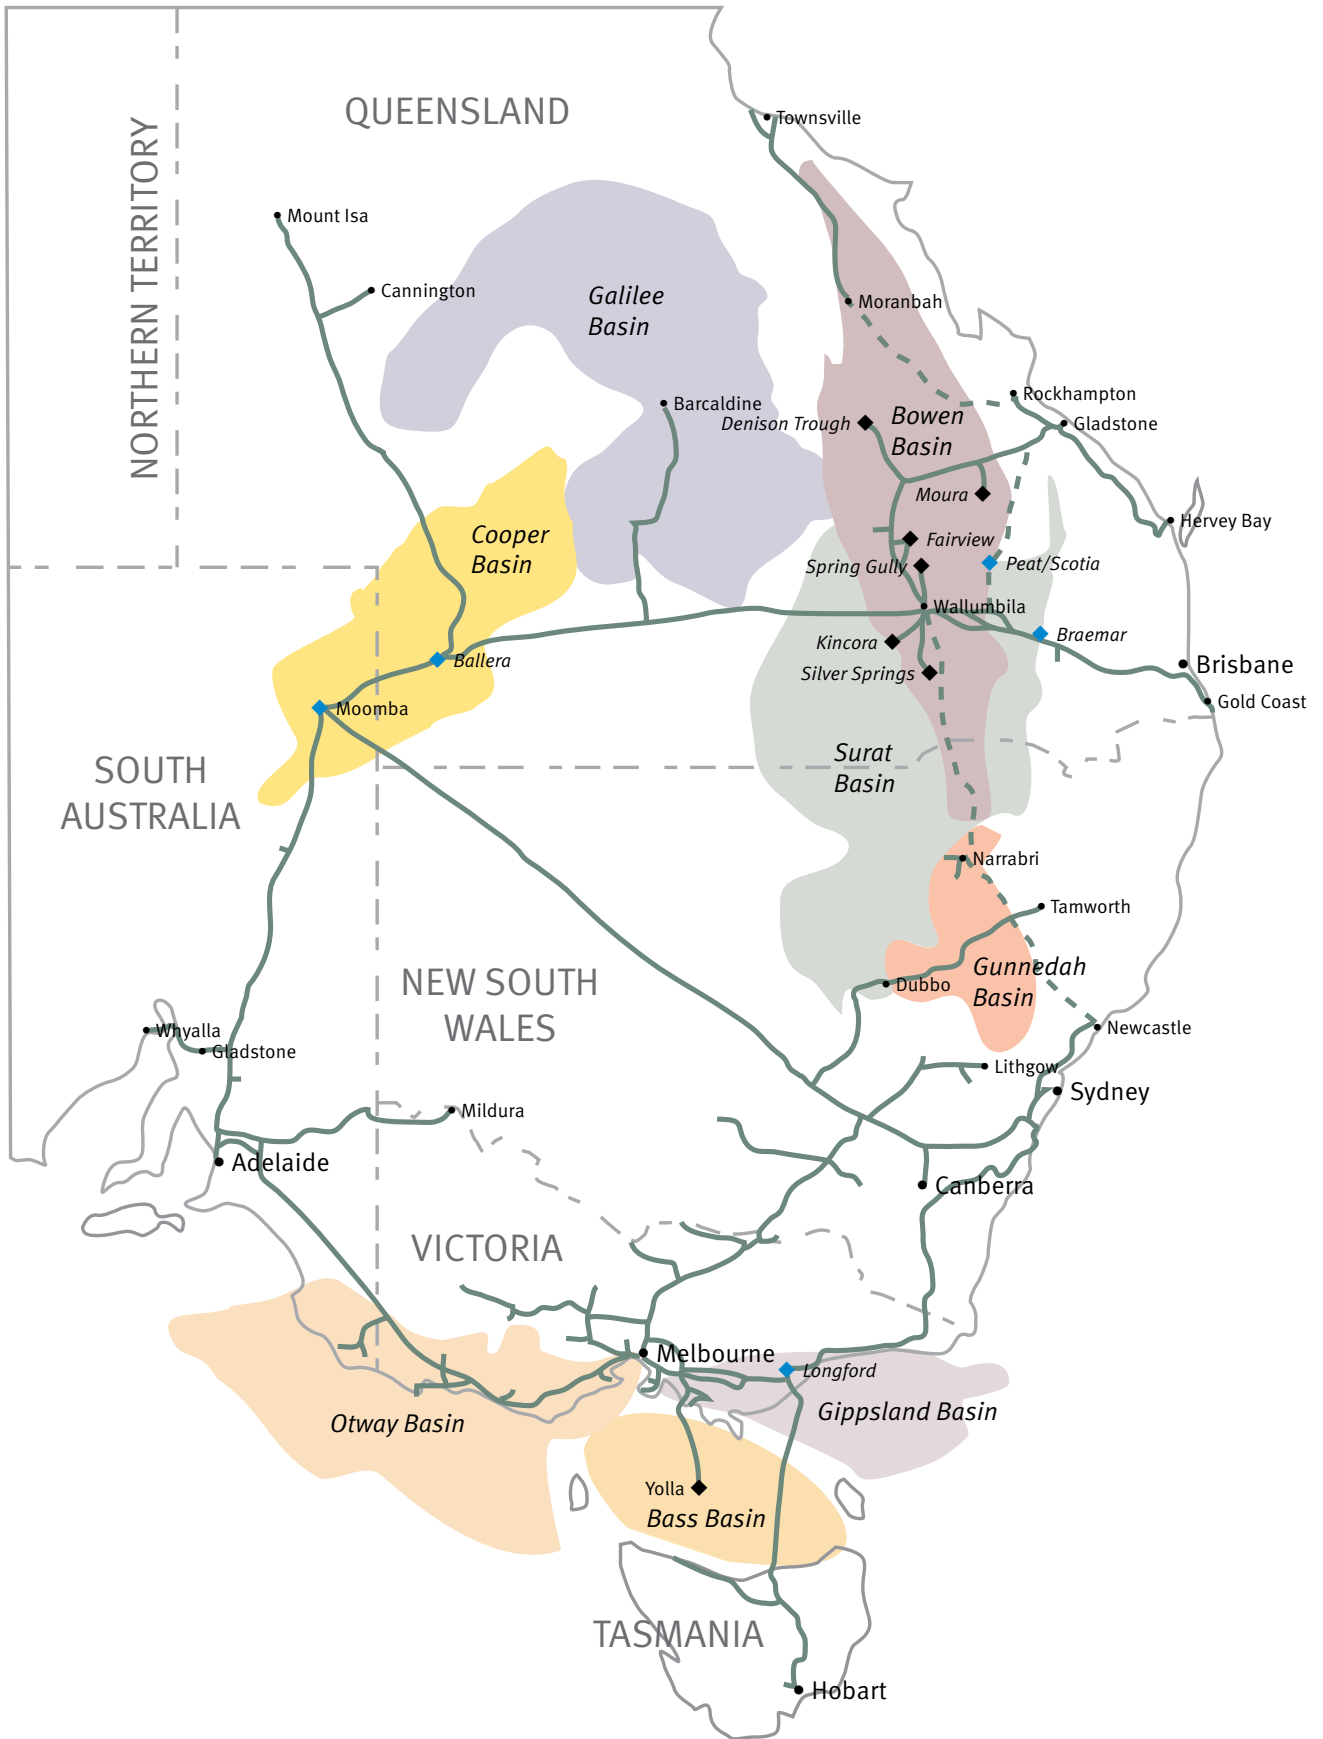 QUEENSLAND
Townsville
NORTHERN TERRITORY
Mount Isa
Cannington
Galilee
Basin
Moranbah
Barcaldine
Denison Trough
Bowen
Basin
Rockhampton
Gladstone
Moura
Hervey Bay
Cooper
Basin
Fairview
Spring Gully
Peat/Scotia
Wallumbila
Kincora
Braemar
Ballera
Silver Springs
Brisbane
Gold Coast
Moomba
SOUTH
AUSTRALIA
Surat
Basin
Narrabri
Tamworth
Gunnedah
Basin
Dubbo
NEW SOUTH
WALES
Whyalla
Gladstone
Newcastle
Lithgow
Sydney
Mildura
Adelaide
Canberra
VICTORIA
Melbourne
Longford
Otway Basin
Gippsland Basin
Yolla
Bass Basin
TASMANIA
Hobart